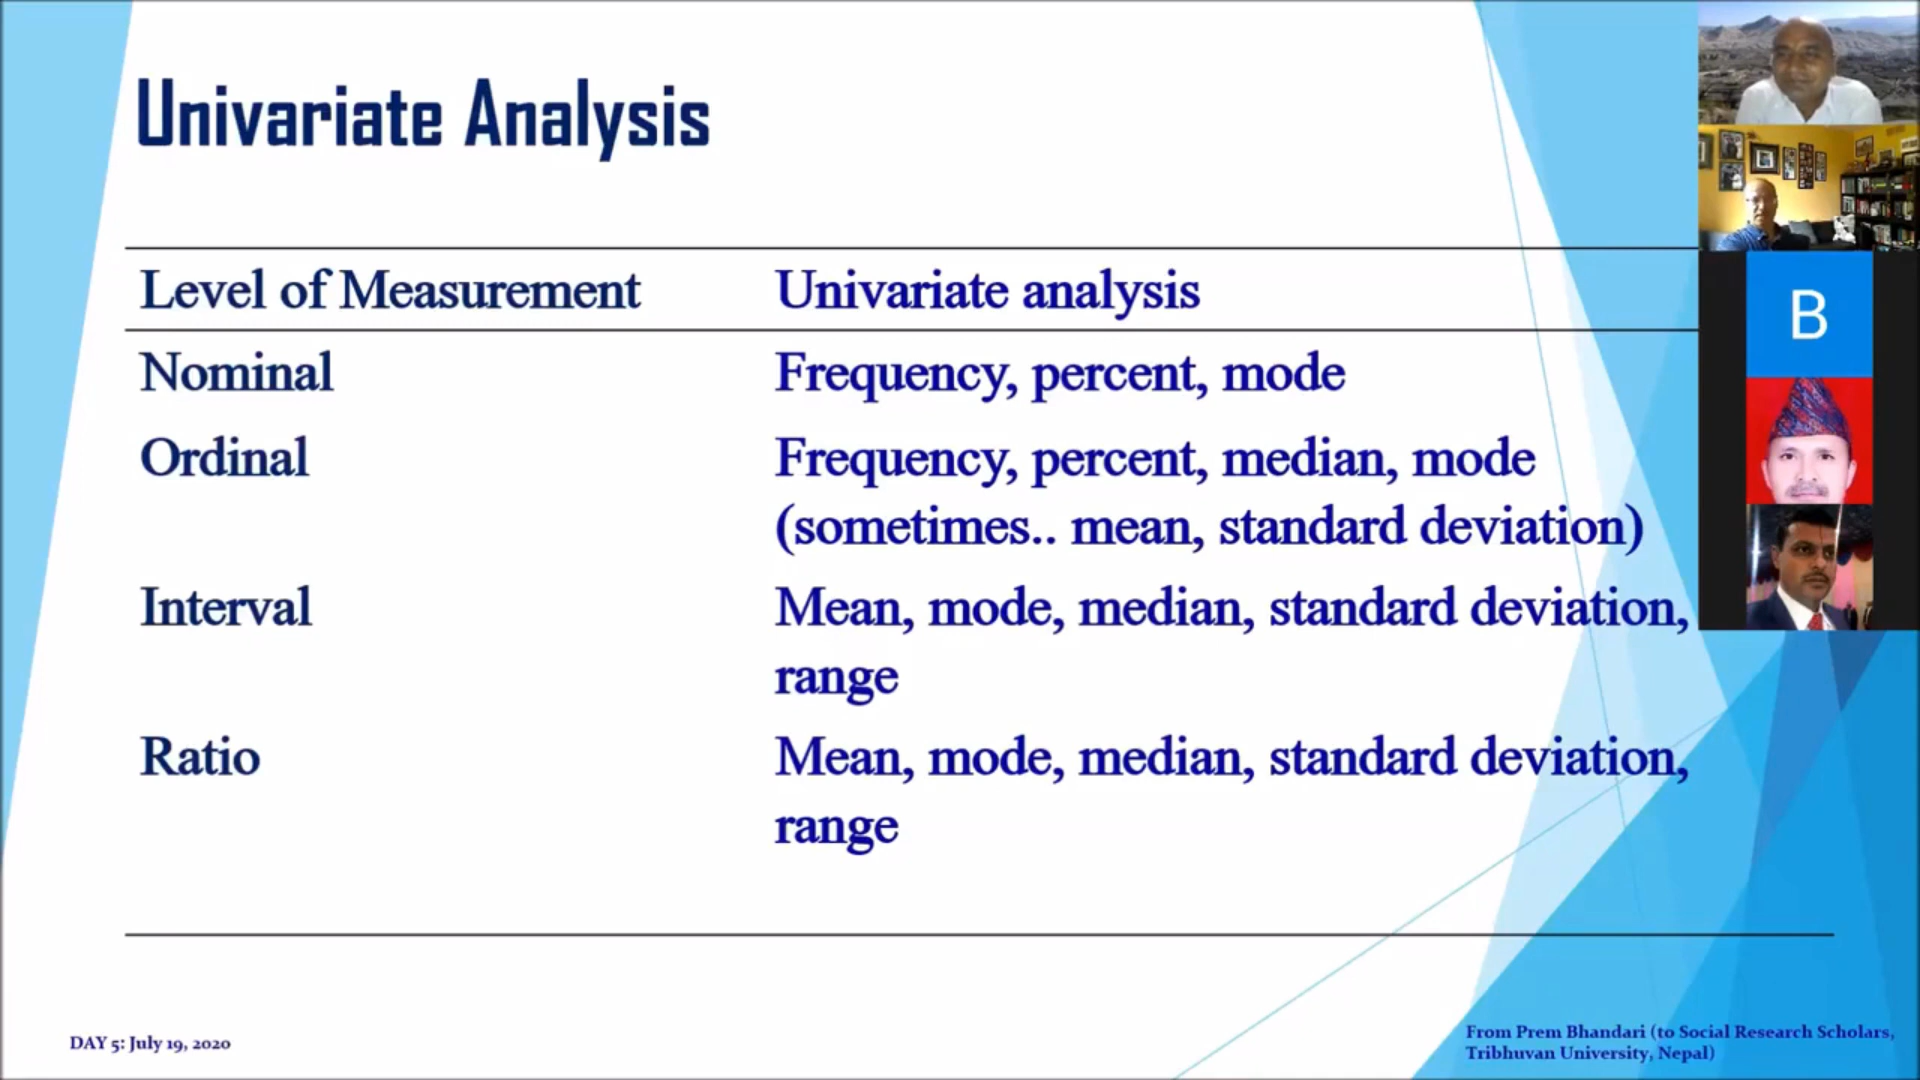 Univariate Analysis
Level of Measurement
Univariate analysis
Nominal
Frequency, percent, mode
Ordinal
Frequency, percent, median, mode
(sometimes.. mean, standard deviation)
Interval
Mean, mode, median, standard deviation,
range
Ratio
Mean, mode, median, standard deviation,
range
B
DAY 5: July 19, 2020
From Prem Bhandari (to Social Research Scholars,
Tribhuvan University, Nepal)